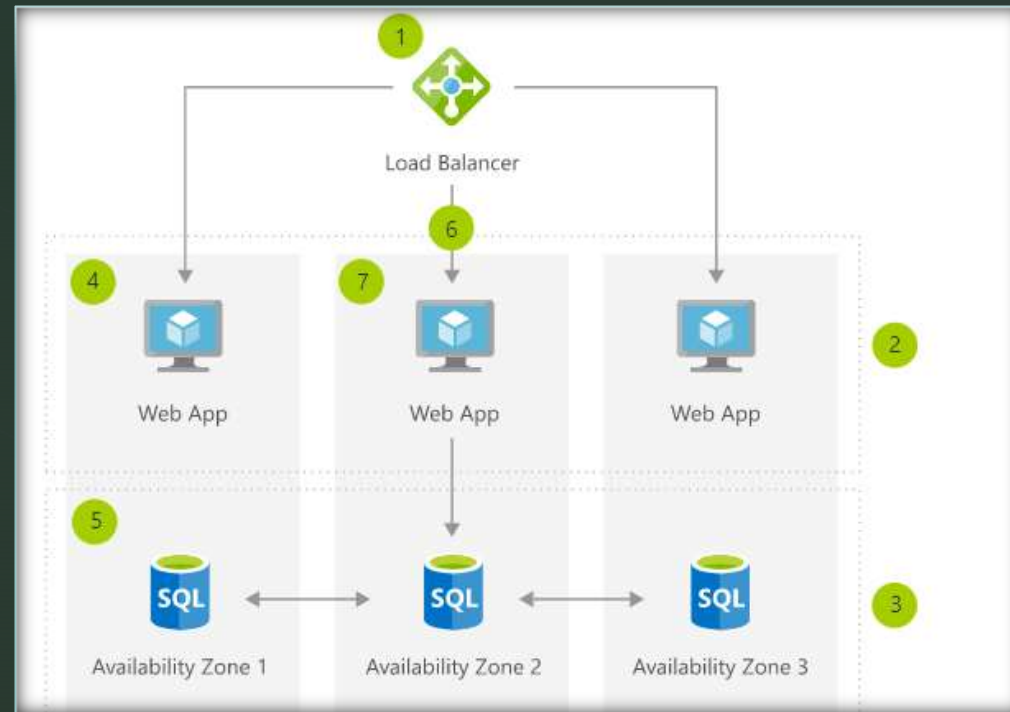 1
Load Balancer
6
4
7
2
Web App
Web App
Web App
5
SQL
SQL
SQL
3
Availability Zone 1
Availability Zone 2
Availability Zone 3